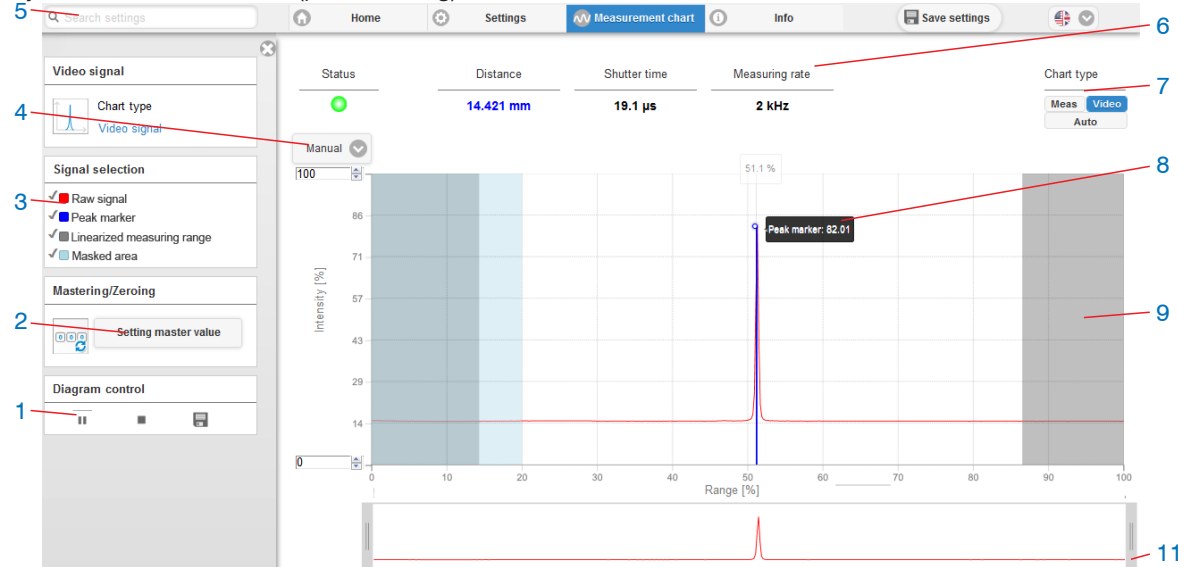 5
Search settings
Home
Settings
Measurement chart
Info
Save settings
6
Video signal
Chart type
Video signal
4
Signal selection
3
Raw signal
Peak marker
Linearized measuring range
Masked area
Mastering/Zeroing
2
0 0 0
Setting master value
Diagram control
1
Status
Distance
Shutter time
Measuring rate
Chart type
14.421 mm
19.1 µs
2 kHz
7
Meas
Video
Auto
Manual
100
51.1 %
8
Peak marker: 82.01
9
Intensity [%]
86
71
57
43
29
14
0
0
10
20
30
40
50
60
70
80
90
100
Range [%]
11